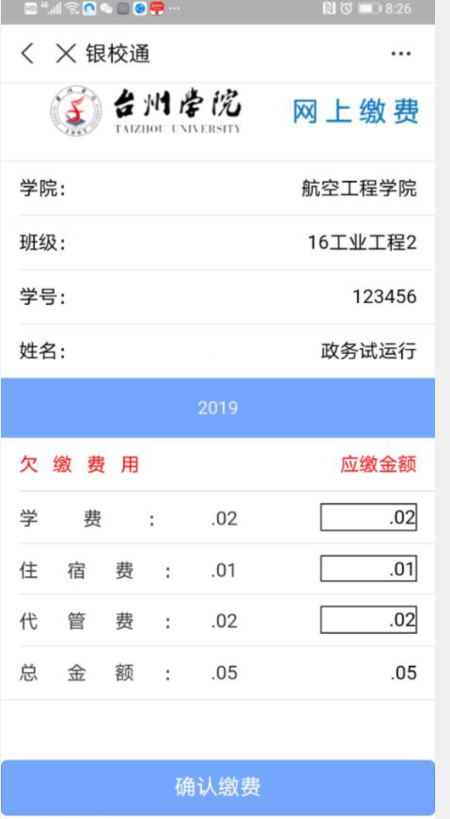 HD 4G 8:26
银校通
台州学院 网上缴费
TAIZHOU UNIVERSITY
学院: 航空工程学院
班级: 16工业工程2
学号: 123456
姓名: 政务试运行
2019
欠缴费用 应缴金额
学费: .02 .02
住宿费: .01 .01
代管费: .02 .02
总金额: .05 .05
确认缴费